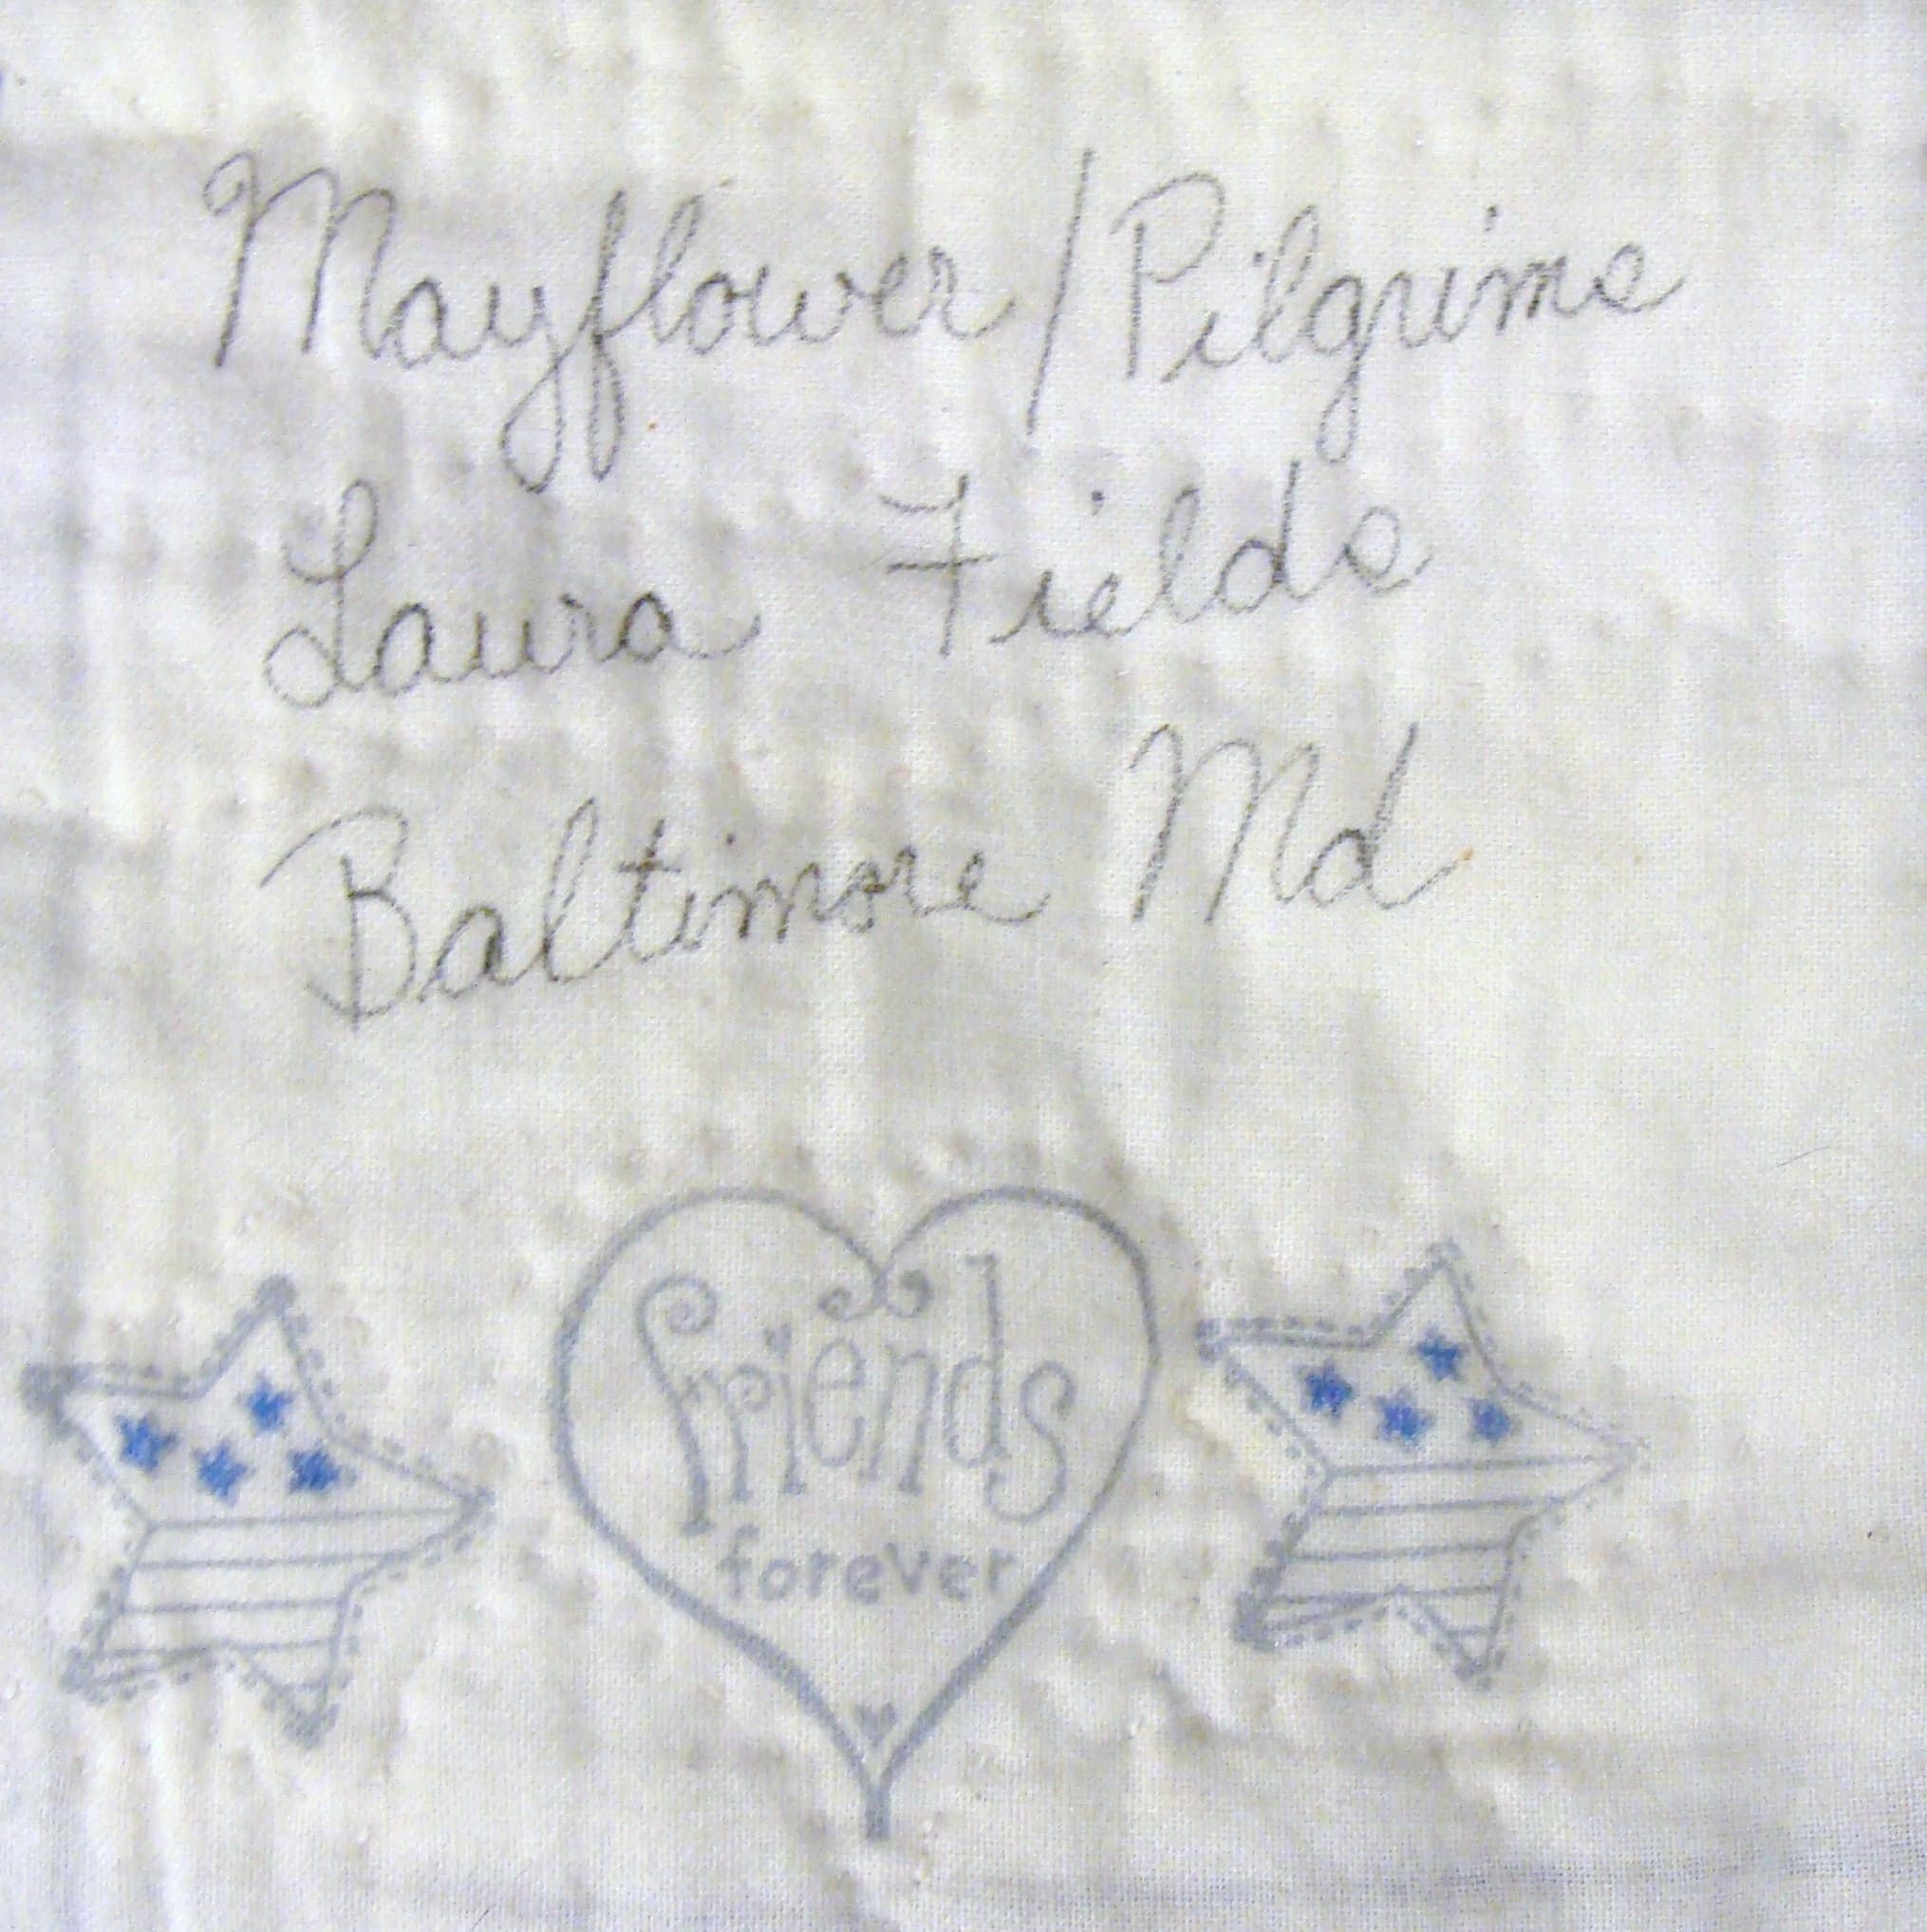 Mayflower/Pilgrims
Laura Fields
Baltimore Md
friends
forever